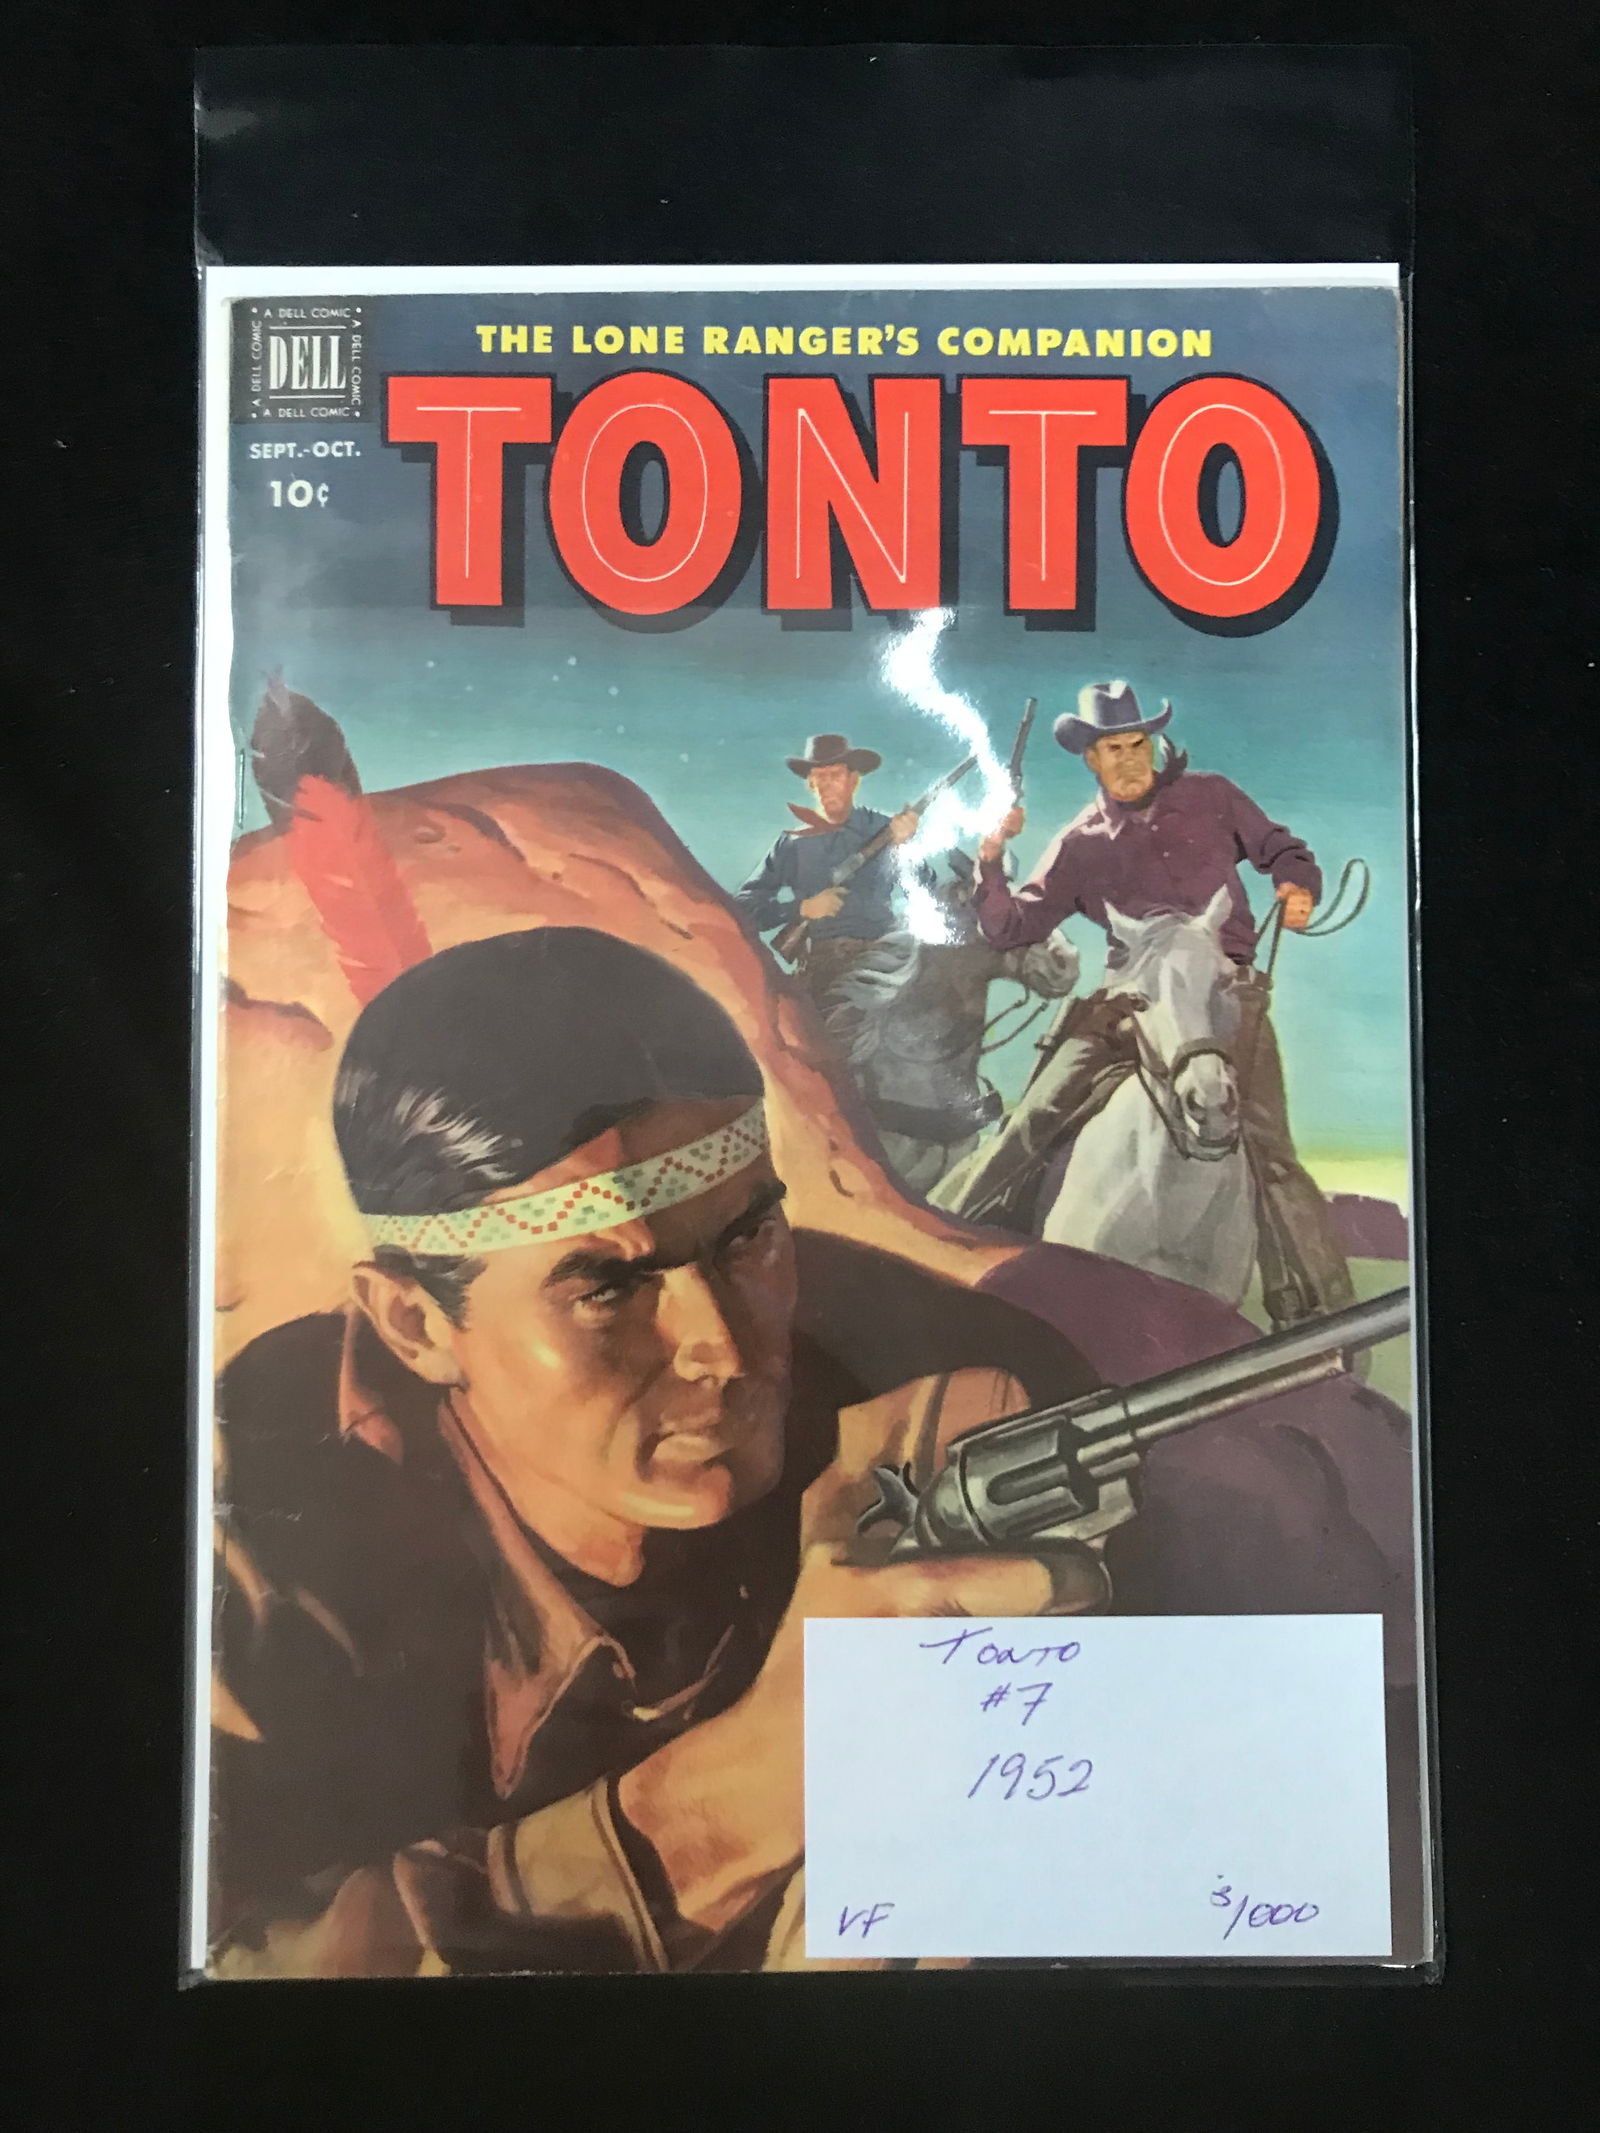 A DELL COMIC
A DELL COMIC
DELL
A DELL COMIC
A DELL COMIC
SEPT.-OCT.
10¢
THE LONE RANGER'S COMPANION
TONTO
TONTO
#7
1952
VF